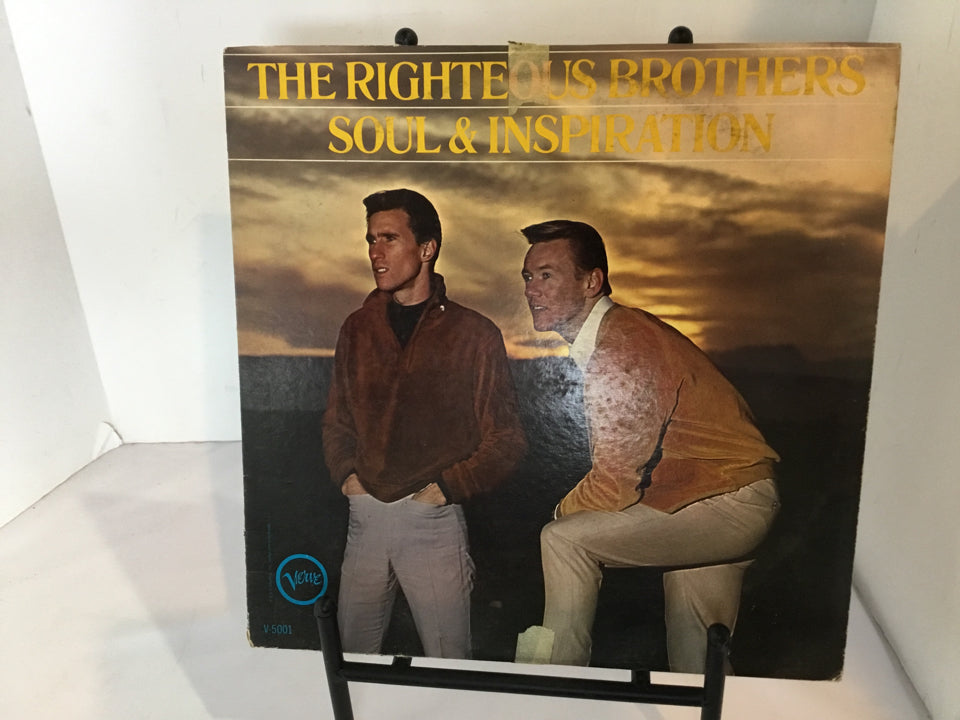 THE RIGHTEOUS BROTHERS
SOUL & INSPIRATION
Verve
V-5001